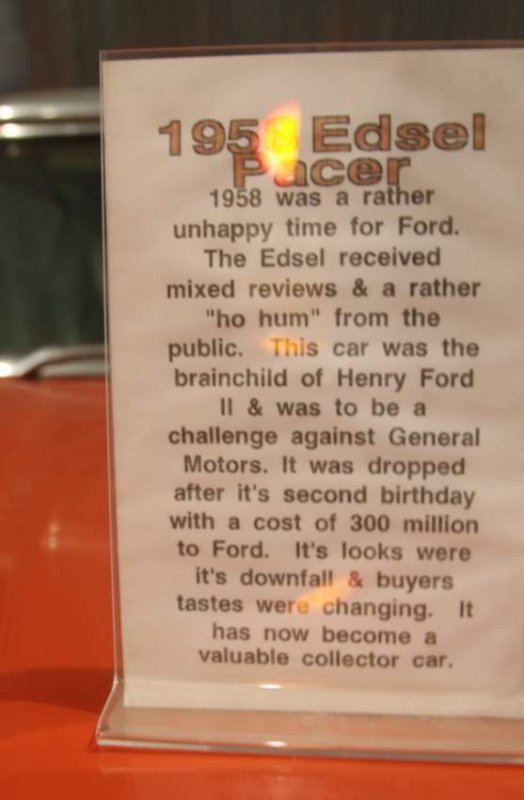 1958 Edsel
Pacer
1958 was a rather
unhappy time for Ford.
The Edsel received
mixed reviews & a rather
"ho hum" from the
public. This car was the
brainchild of Henry Ford
II & was to be a
challenge against General
Motors. It was dropped
after it's second birthday
with a cost of 300 million
to Ford. It's looks were
it's downfall & buyers
tastes were changing. It
has now become a
valuable collector car.